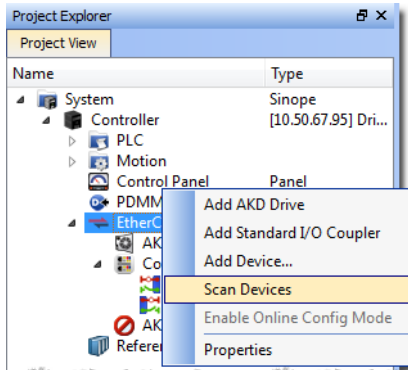 Project Explorer
Project View
Name Type
System Sinope
Controller [10.50.67.95] Dri...
PLC
Motion
Control Panel Panel
PDMM
EtherC
AK
Co
AK
Referen
Add AKD Drive
Add Standard I/O Coupler
Add Device...
Scan Devices
Enable Online Config Mode
Properties